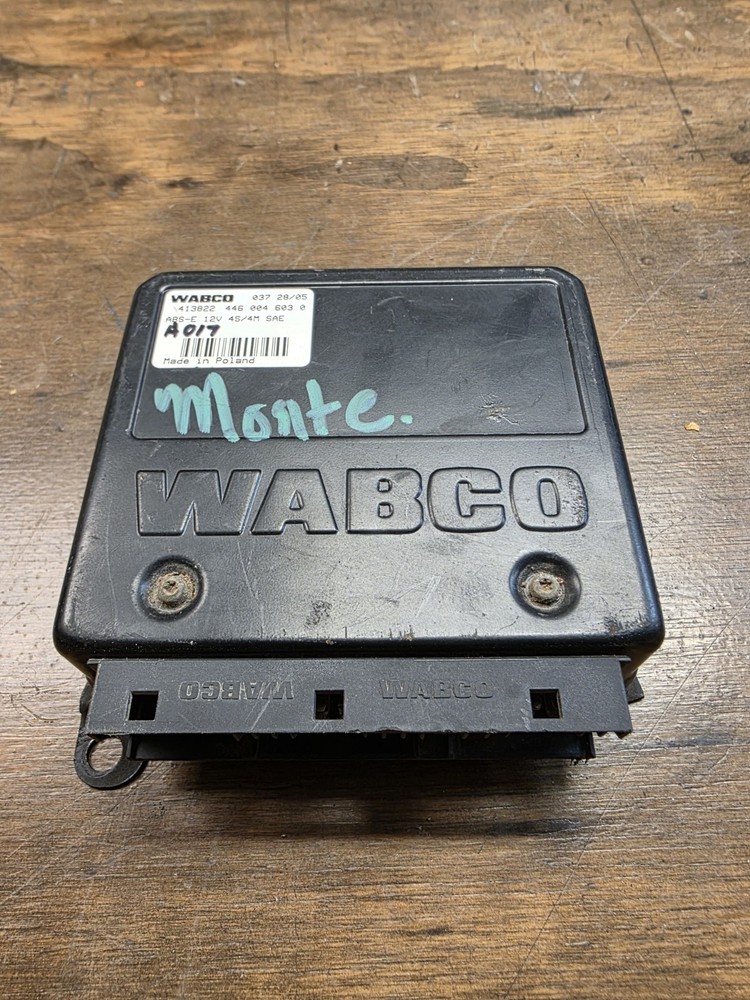 WABCO 037 28/05
\413822 446 004 603 0
ABS-E 12V 4S/4M SAE
A017
Made in Poland
Monte.
WABCO
WABCO WABCO